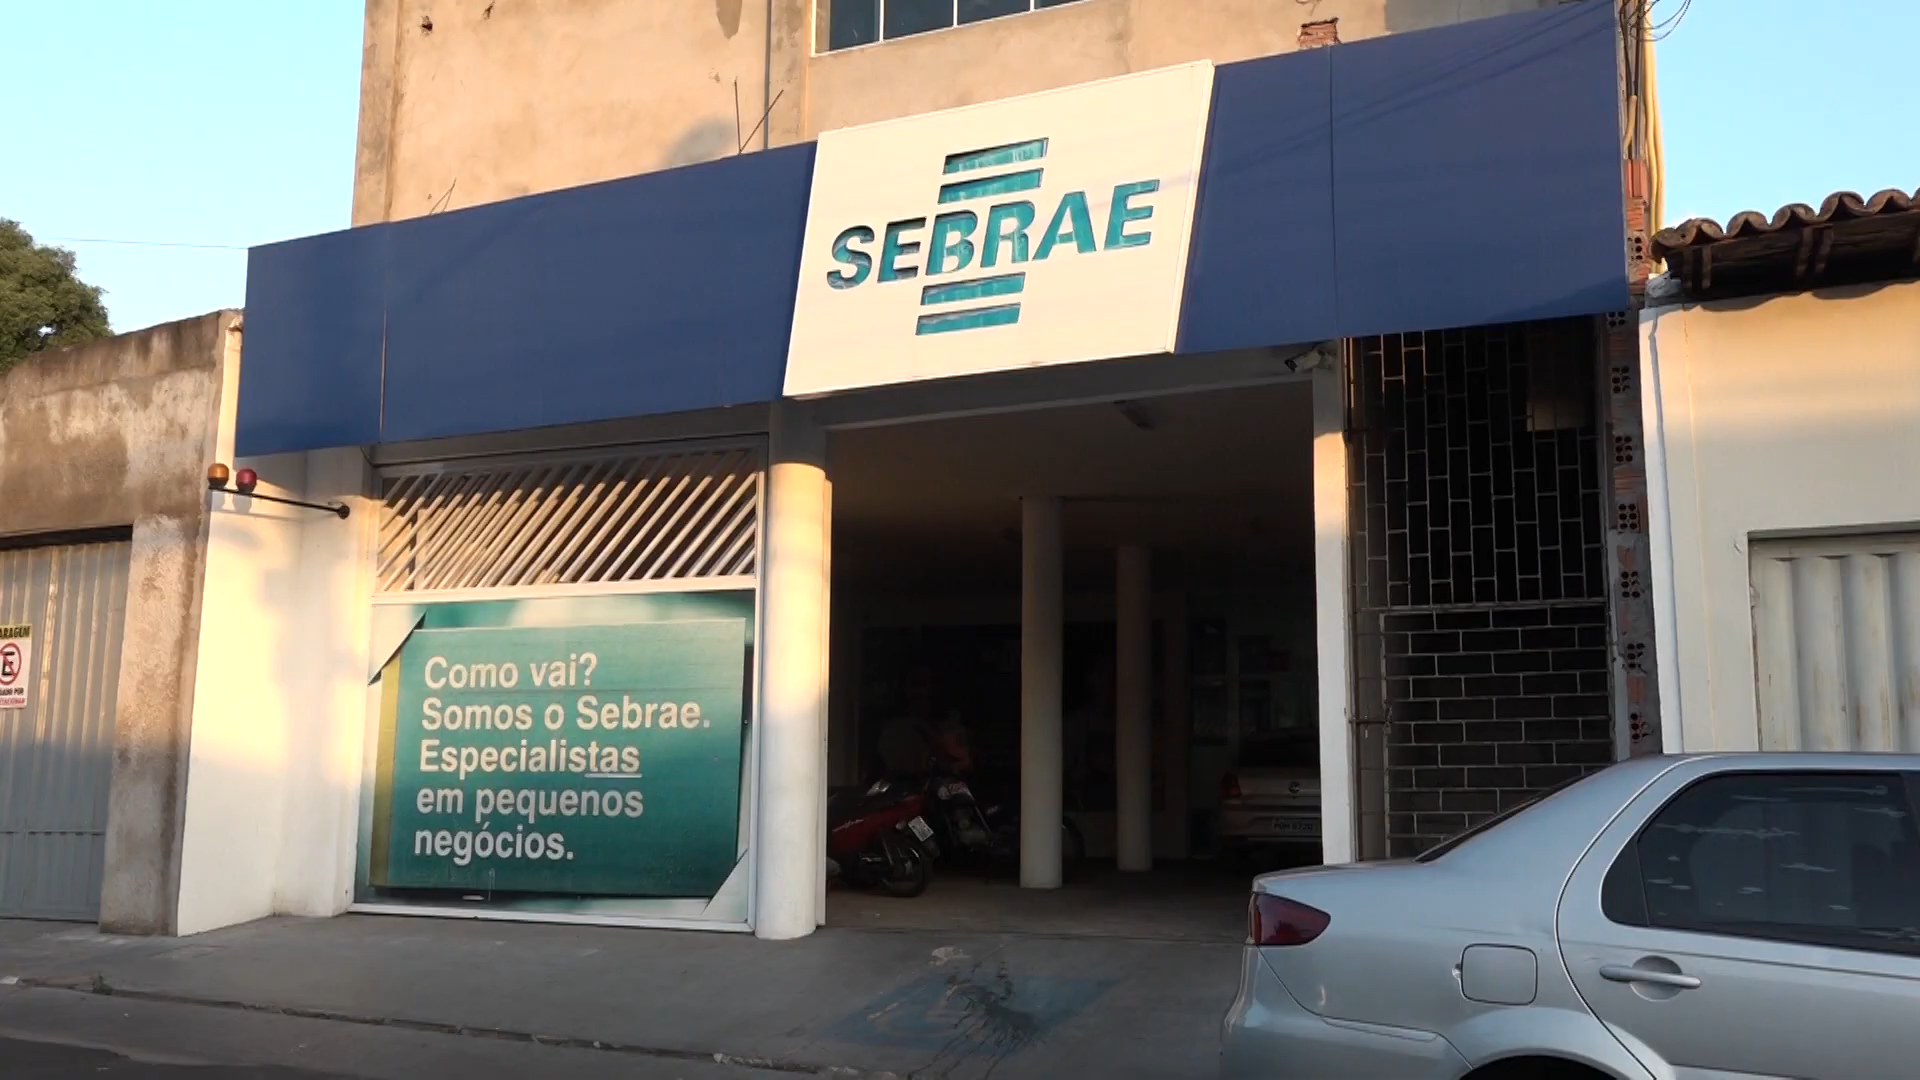 SEBRAE
Como vai?
Somos o Sebrae.
Especialistas
em pequenos
negócios.
E